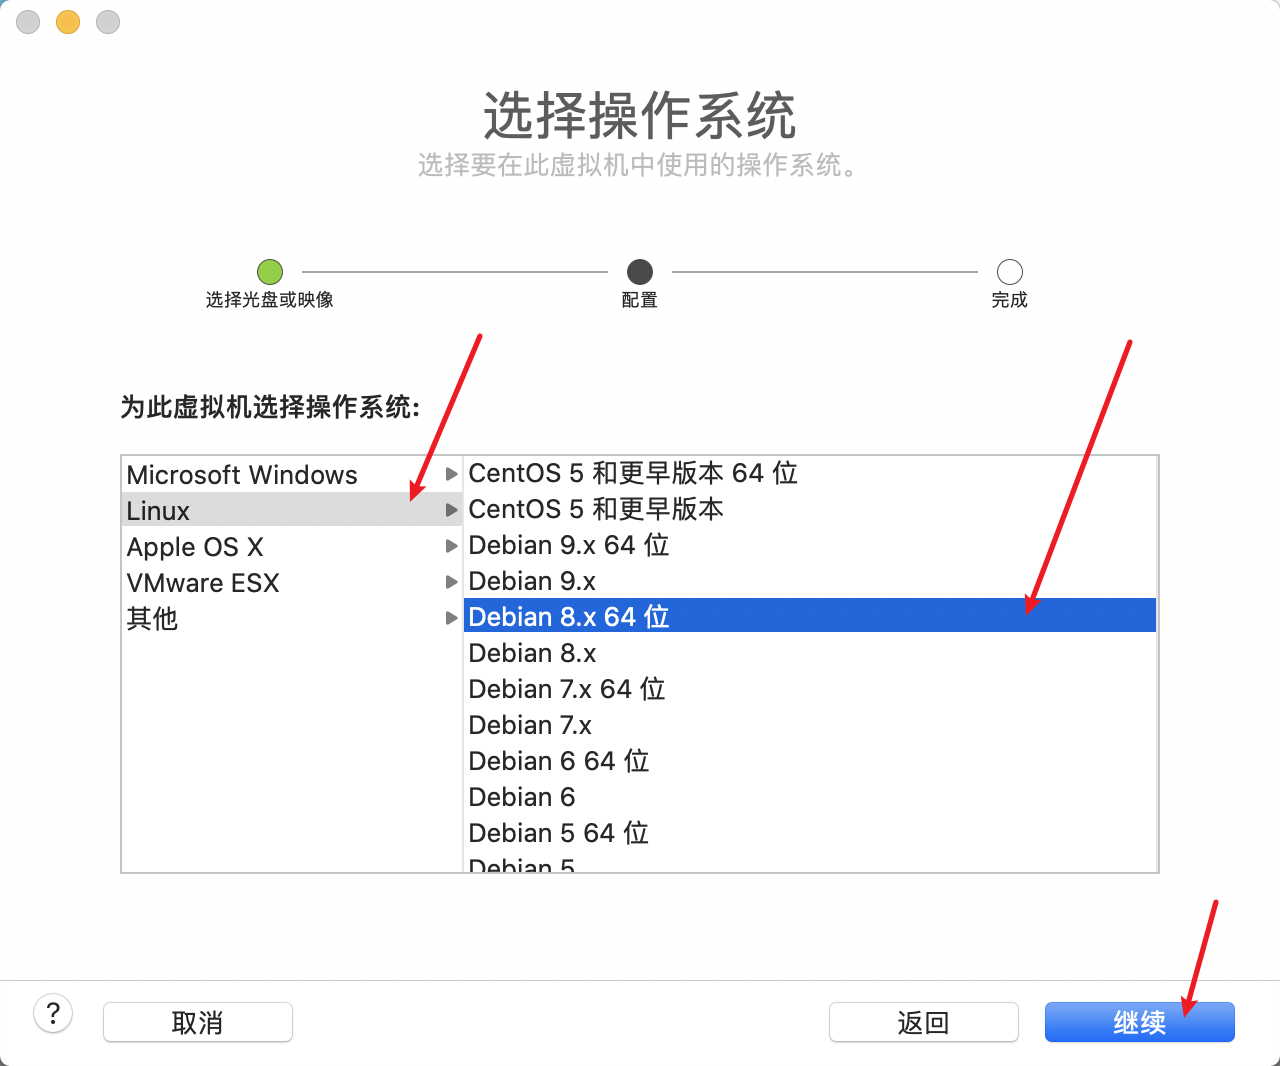 选择操作系统
选择要在此虚拟机中使用的操作系统。
选择光盘或映像
配置
完成
为此虚拟机选择操作系统:
Microsoft Windows
Linux
Apple OS X
VMware ESX
其他
CentOS 5 和更早版本 64 位
CentOS 5 和更早版本
Debian 9.x 64 位
Debian 9.x
Debian 8.x 64 位
Debian 8.x
Debian 7.x 64 位
Debian 7.x
Debian 6 64 位
Debian 6
Debian 5 64 位
Debian 5
?
取消
返回
继续